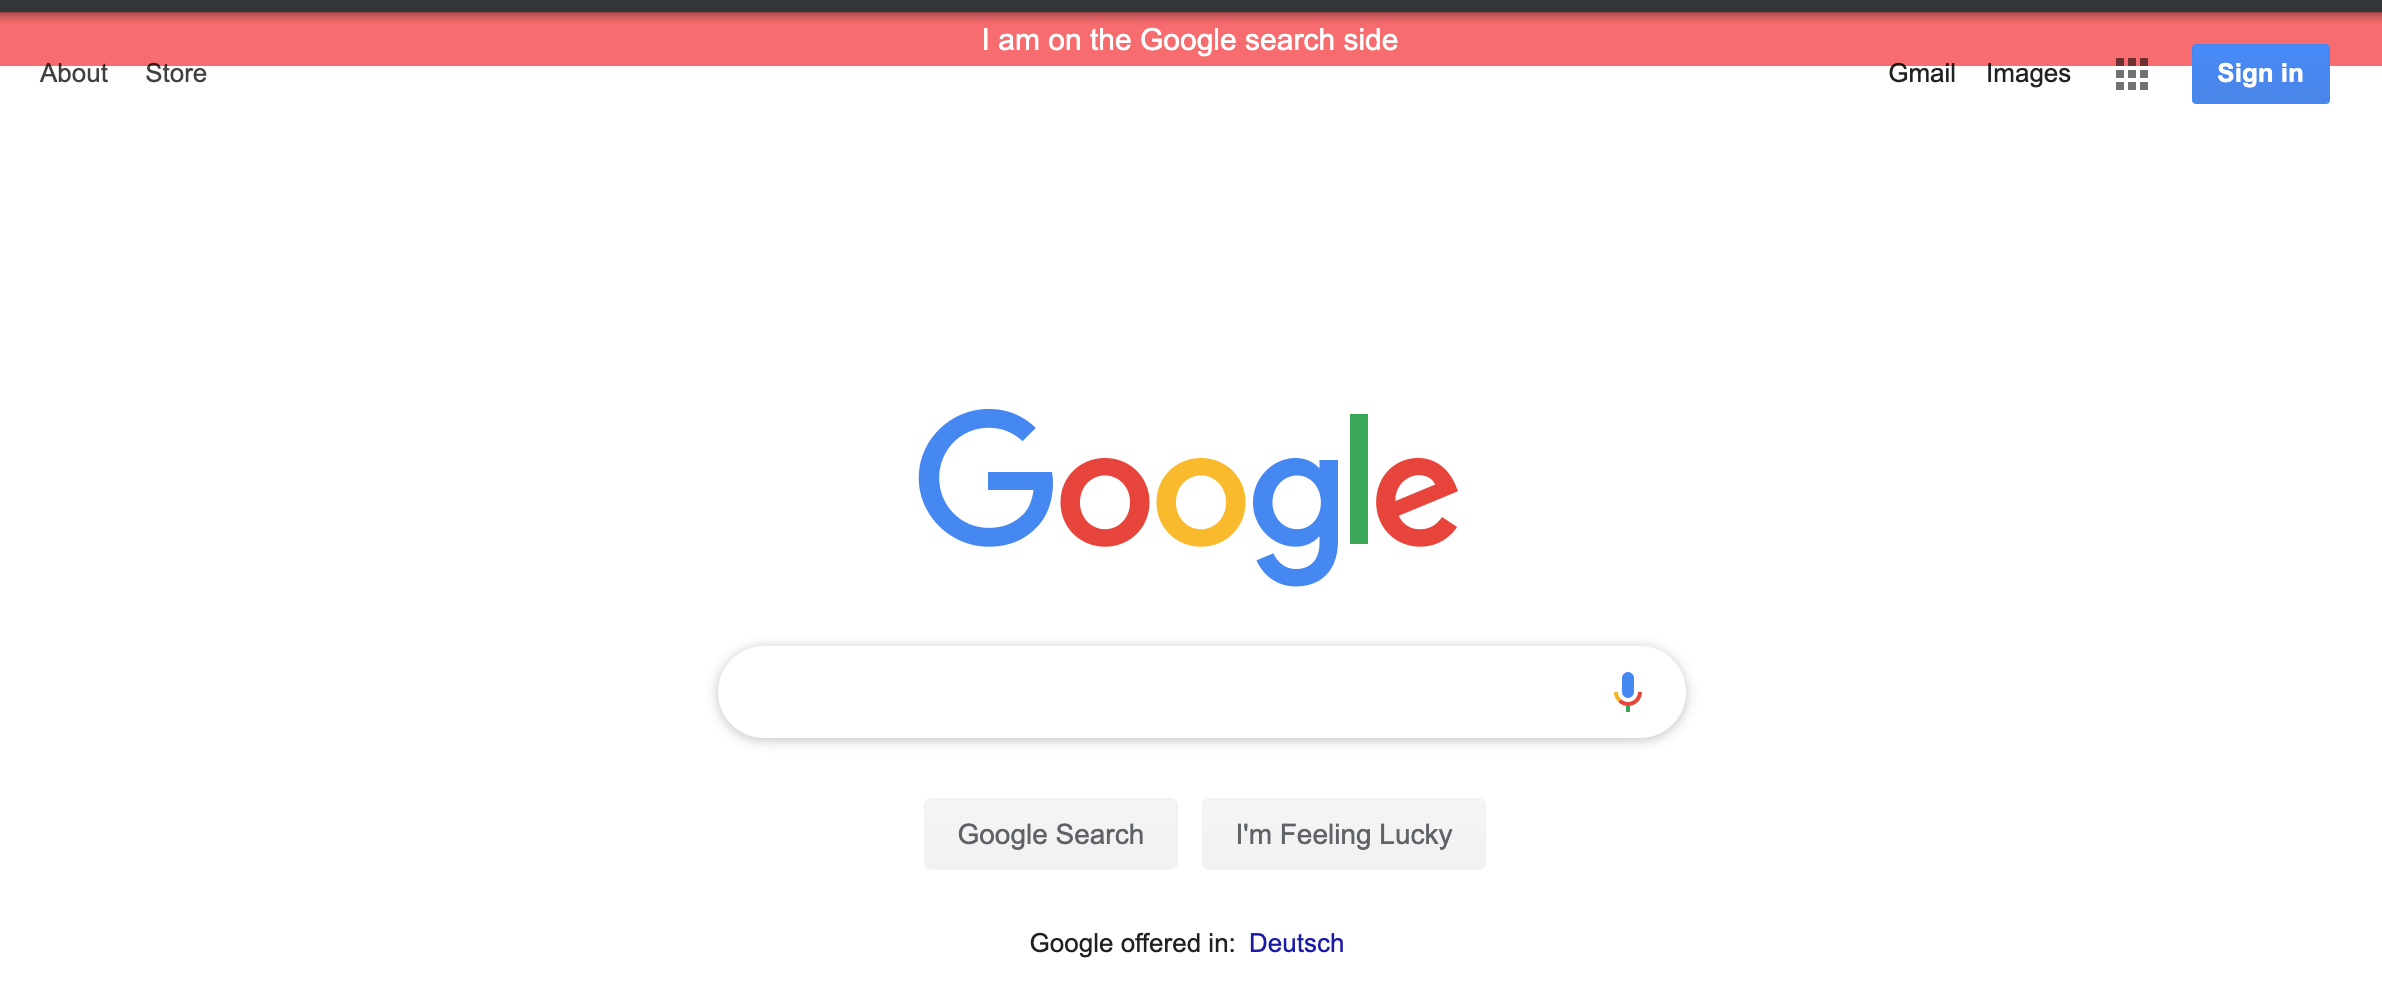 I am on the Google search side
About Store Gmail Images Sign in
Google
Google Search I'm Feeling Lucky
Google offered in: Deutsch